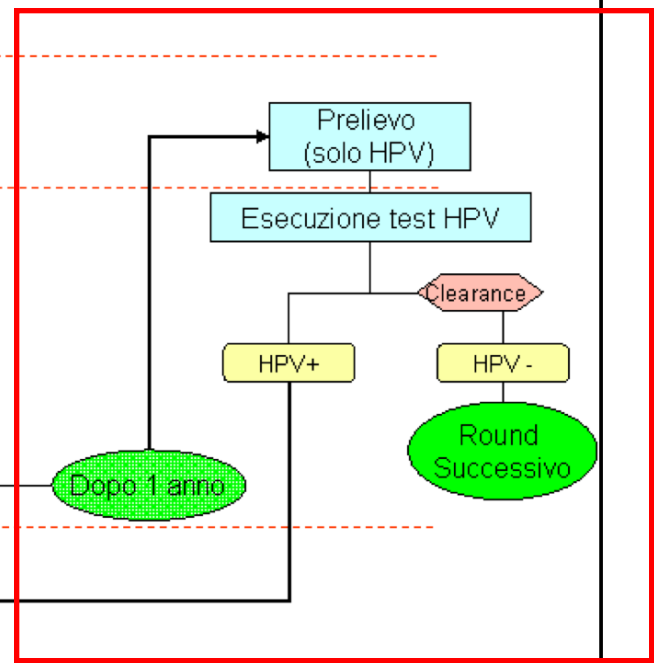 Prelievo
(solo HPV)
Esecuzione test HPV
Clearance
HPV+
HPV -
Round
Successivo
Dopo 1 anno